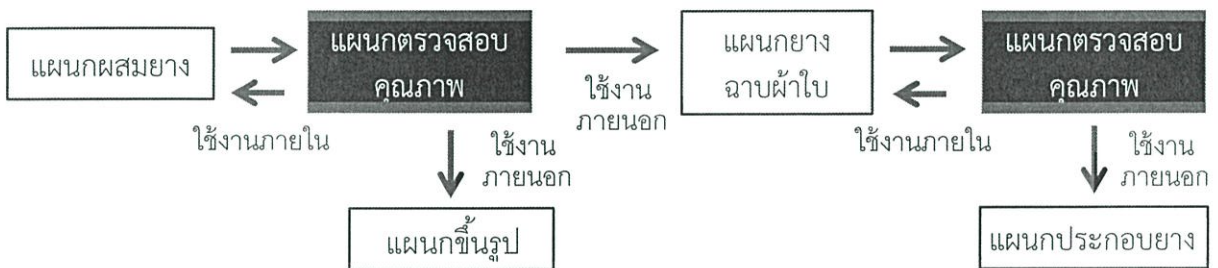 แผนกผสมยาง
แผนกตรวจสอบ
คุณภาพ
ใช้งานภายใน
ใช้งาน
ภายนอก
แผนกขึ้นรูป
ใช้งาน
ภายนอก
แผนกยาง
ฉาบผ้าใบ
แผนกตรวจสอบ
คุณภาพ
ใช้งานภายใน
ใช้งาน
ภายนอก
แผนกประกอบยาง